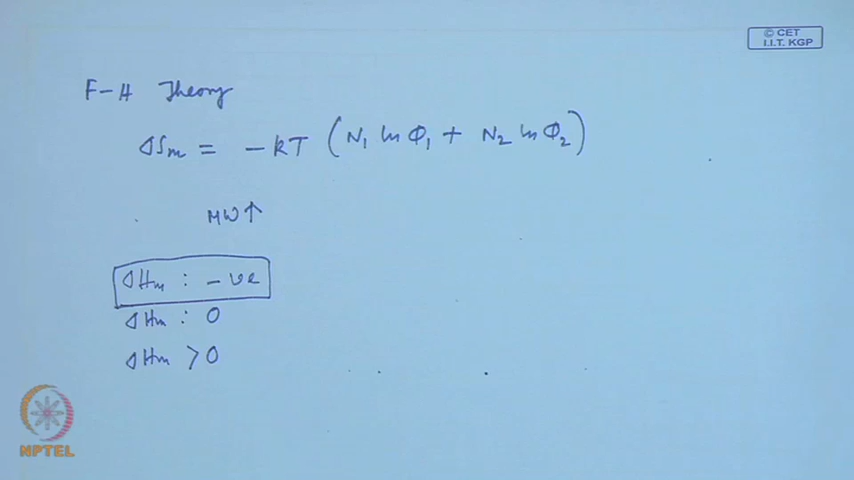 © CET
I.I.T. KGP
F-H Theory
ΔSm = -kT (N₁ ln Φ₁ + N₂ ln Φ₂)
MW↑
ΔHm : -ve
ΔHm : 0
ΔHm > 0
NPTEL